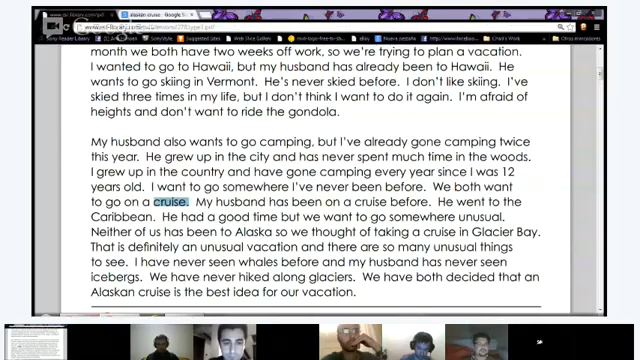 alaskan cruise - Google S
month we both have two weeks off work, so we're trying to plan a vacation.
I wanted to go to Hawaii, but my husband has already been to Hawaii. He
wants to go skiing in Vermont. He's never skied before. I don't like skiing. I've
skied three times in my life, but I don't think I want to do it again. I'm afraid of
heights and don't want to ride the gondola.
My husband also wants to go camping, but I've already gone camping twice
this year. He grew up in the city and has never spent much time in the woods.
I grew up in the country and have gone camping every year since I was 12
years old. I want to go somewhere I've never been before. We both want
to go on a cruise. My husband has been on a cruise before. He went to the
Caribbean. He had a good time but we want to go somewhere unusual.
Neither of us has been to Alaska so we thought of taking a cruise in Glacier Bay.
That is definitely an unusual vacation and there are so many unusual things
to see. I have never seen whales before and my husband has never seen
icebergs. We have never hiked along glaciers. We have both decided that an
Alaskan cruise is the best idea for our vacation.